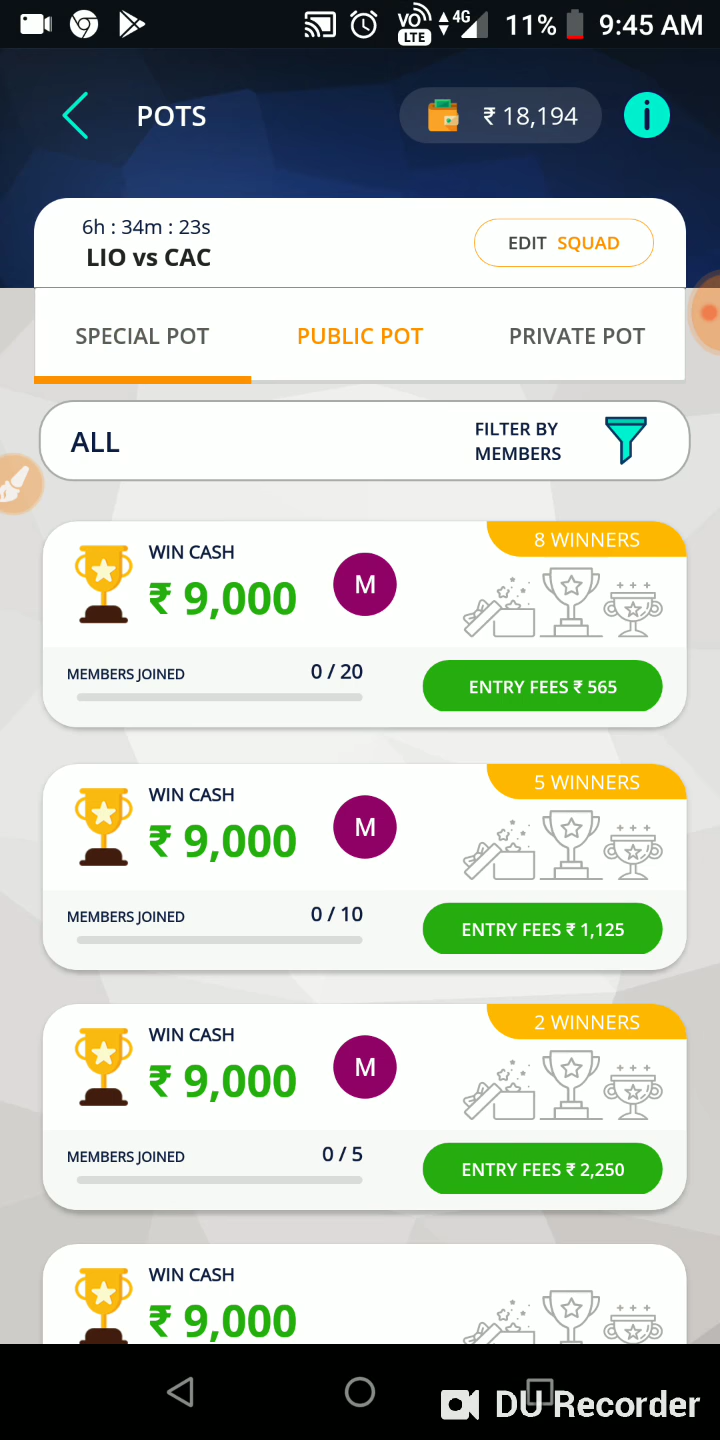 VO LTE 4G 11% 9:45 AM
POTS ₹ 18,194 i
6h : 34m : 23s
LIO vs CAC
EDIT SQUAD
SPECIAL POT PUBLIC POT PRIVATE POT
ALL
FILTER BY
MEMBERS
8 WINNERS
WIN CASH
₹ 9,000 M
MEMBERS JOINED 0 / 20
ENTRY FEES ₹ 565
5 WINNERS
WIN CASH
₹ 9,000 M
MEMBERS JOINED 0 / 10
ENTRY FEES ₹ 1,125
2 WINNERS
WIN CASH
₹ 9,000 M
MEMBERS JOINED 0 / 5
ENTRY FEES ₹ 2,250
WIN CASH
₹ 9,000
DU Recorder